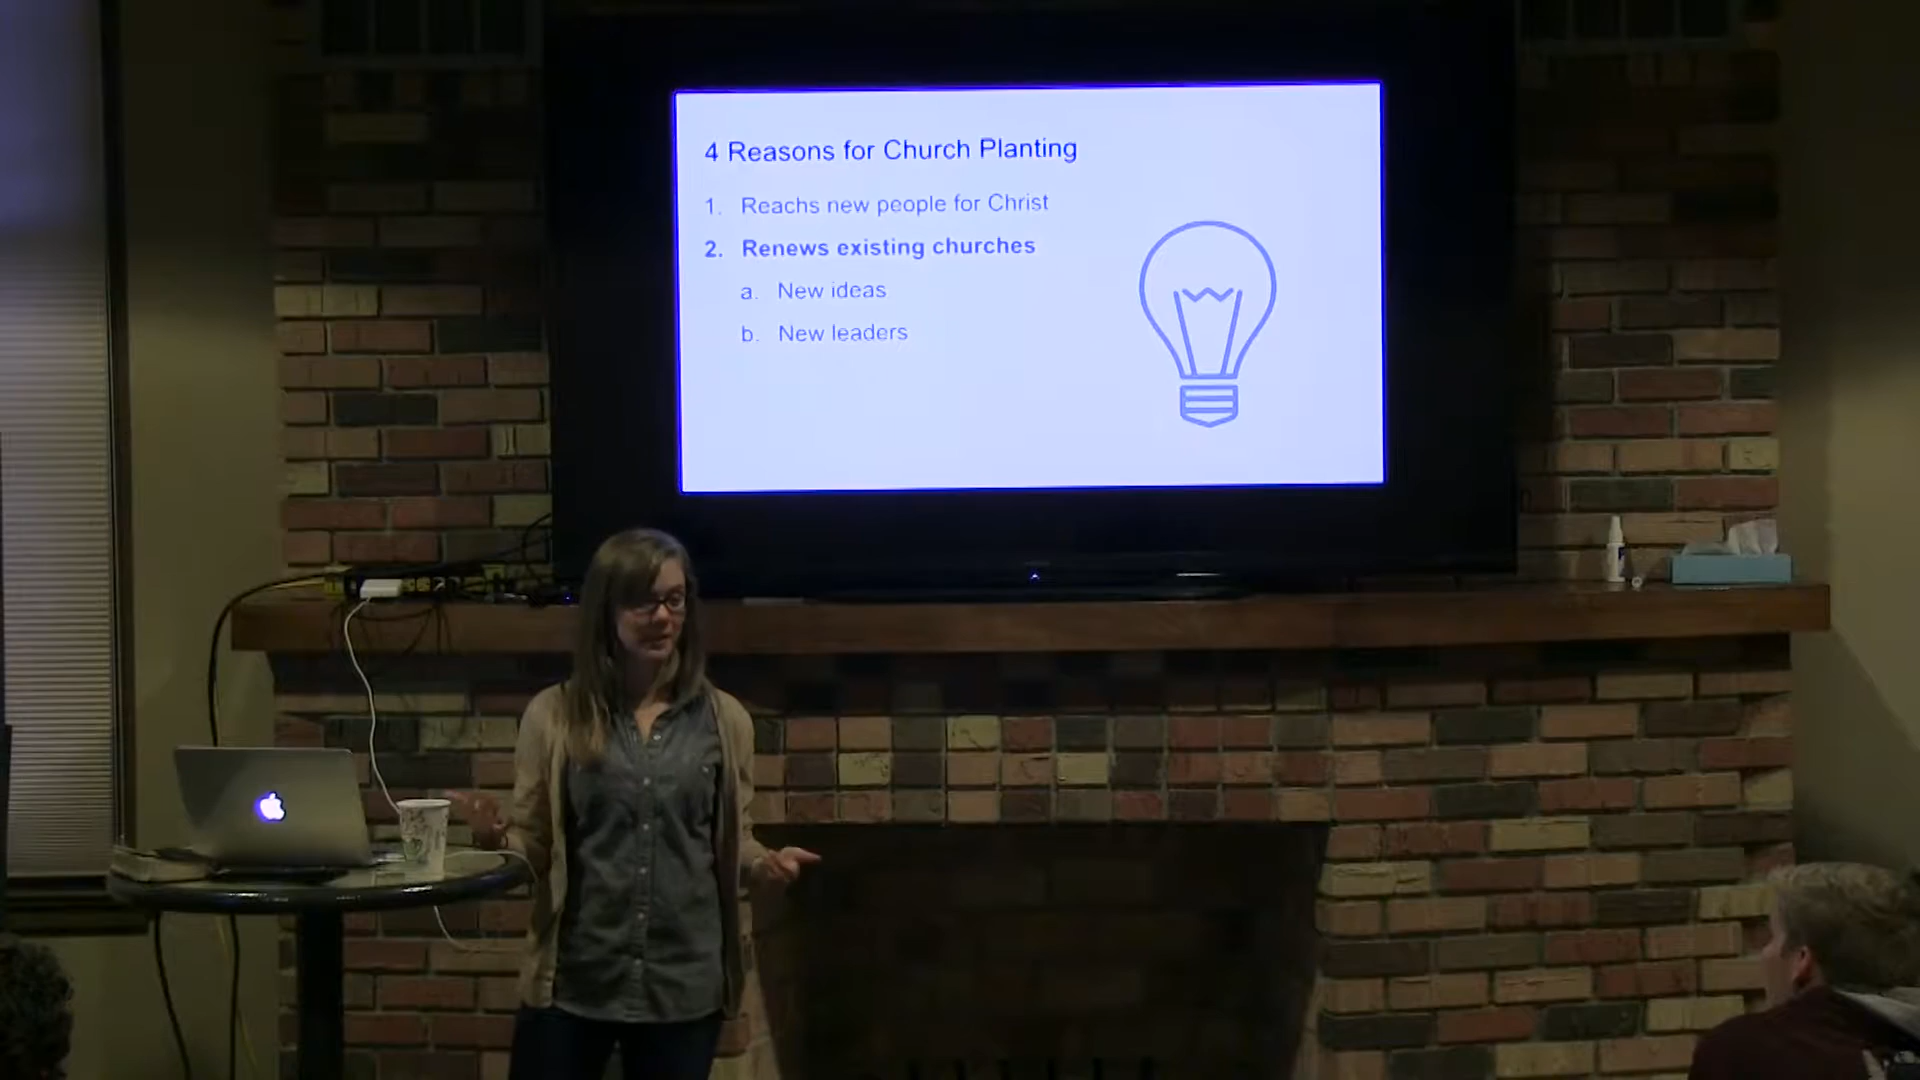 4 Reasons for Church Planting
1. Reachs new people for Christ
2. Renews existing churches
a. New ideas
b. New leaders